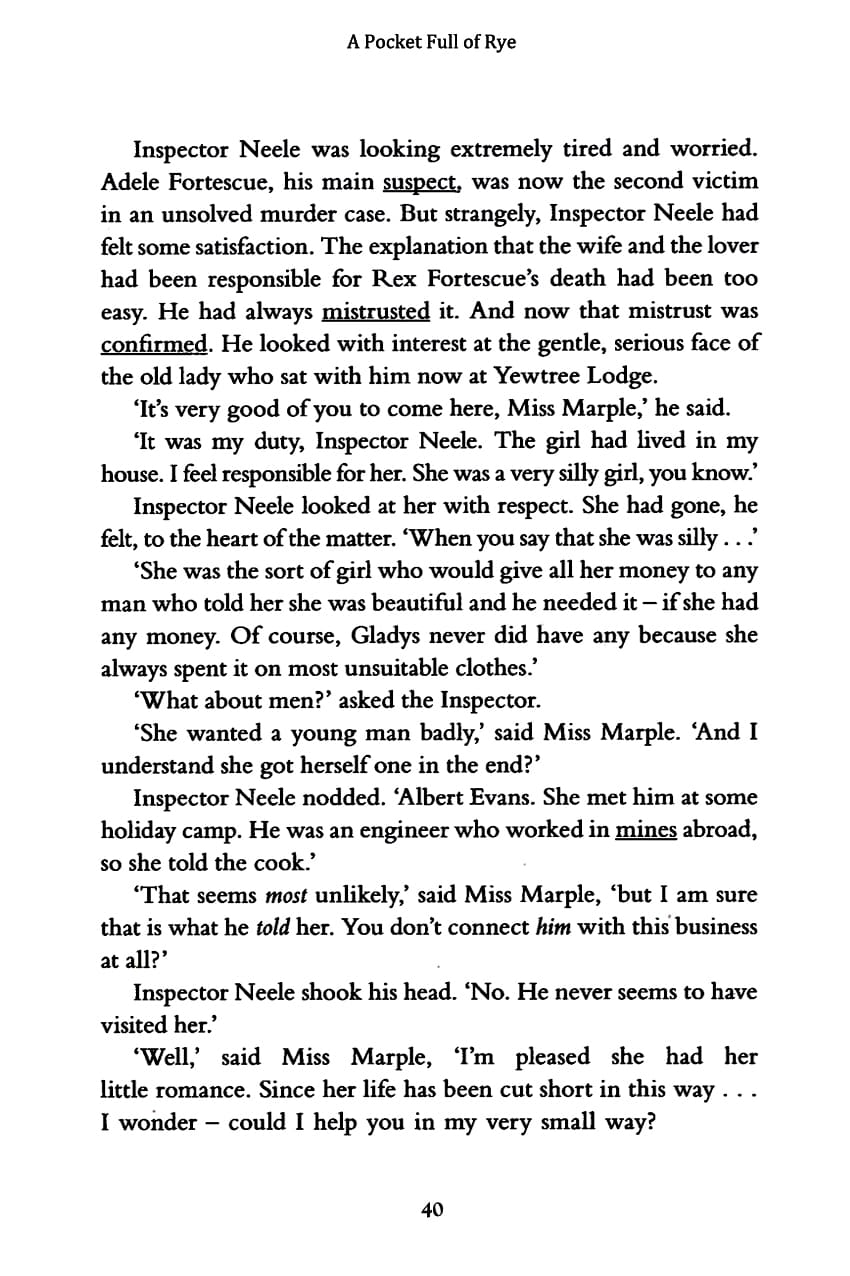 A Pocket Full of Rye
Inspector Neele was looking extremely tired and worried.
Adele Fortescue, his main suspect, was now the second victim
in an unsolved murder case. But strangely, Inspector Neele had
felt some satisfaction. The explanation that the wife and the lover
had been responsible for Rex Fortescue’s death had been too
easy. He had always mistrusted it. And now that mistrust was
confirmed. He looked with interest at the gentle, serious face of
the old lady who sat with him now at Yewtree Lodge.
‘It’s very good of you to come here, Miss Marple,’ he said.
‘It was my duty, Inspector Neele. The girl had lived in my
house. I feel responsible for her. She was a very silly girl, you know.’
Inspector Neele looked at her with respect. She had gone, he
felt, to the heart of the matter. ‘When you say that she was silly . . .’
‘She was the sort of girl who would give all her money to any
man who told her she was beautiful and he needed it – if she had
any money. Of course, Gladys never did have any because she
always spent it on most unsuitable clothes.’
‘What about men?’ asked the Inspector.
‘She wanted a young man badly,’ said Miss Marple. ‘And I
understand she got herself one in the end?’
Inspector Neele nodded. ‘Albert Evans. She met him at some
holiday camp. He was an engineer who worked in mines abroad,
so she told the cook.’
‘That seems most unlikely,’ said Miss Marple, ‘but I am sure
that is what he told her. You don’t connect him with this business
at all?’
Inspector Neele shook his head. ‘No. He never seems to have
visited her.’
‘Well,’ said Miss Marple, ‘I’m pleased she had her
little romance. Since her life has been cut short in this way . . .
I wonder – could I help you in my very small way?
40